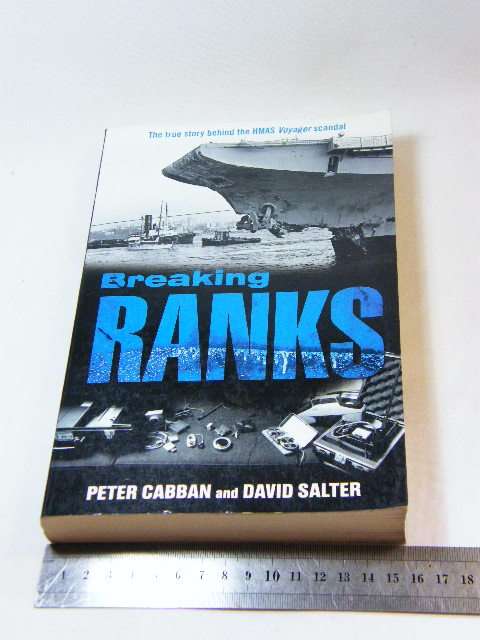 The true story behind the HMAS Voyager scandal
Breaking
RANKS
PETER CABBAN and DAVID SALTER
1 2 3 4 5 6 7 8 9 10 11 12 13 14 15 16 17 18